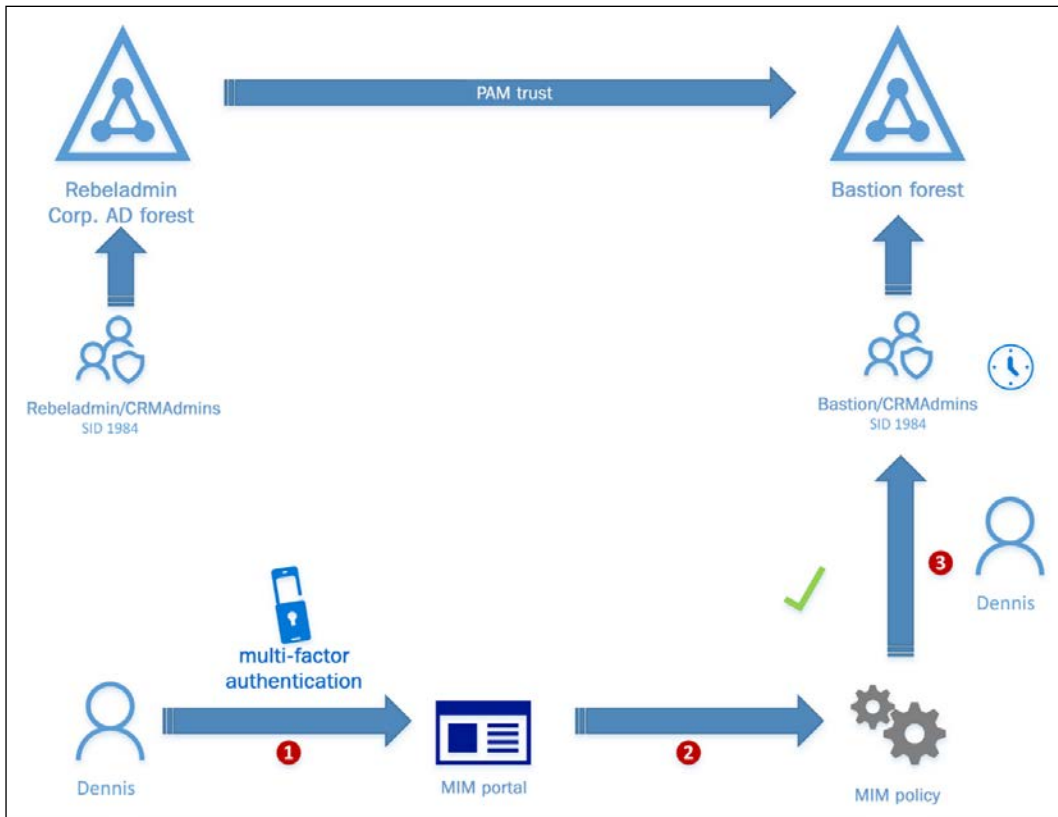 PAM trust
Rebeladmin
Corp. AD forest
Bastion forest
Rebeladmin/CRMAdmins
SID 1984
Bastion/CRMAdmins
SID 1984
3
Dennis
multi-factor
authentication
1
2
Dennis
MIM portal
MIM policy